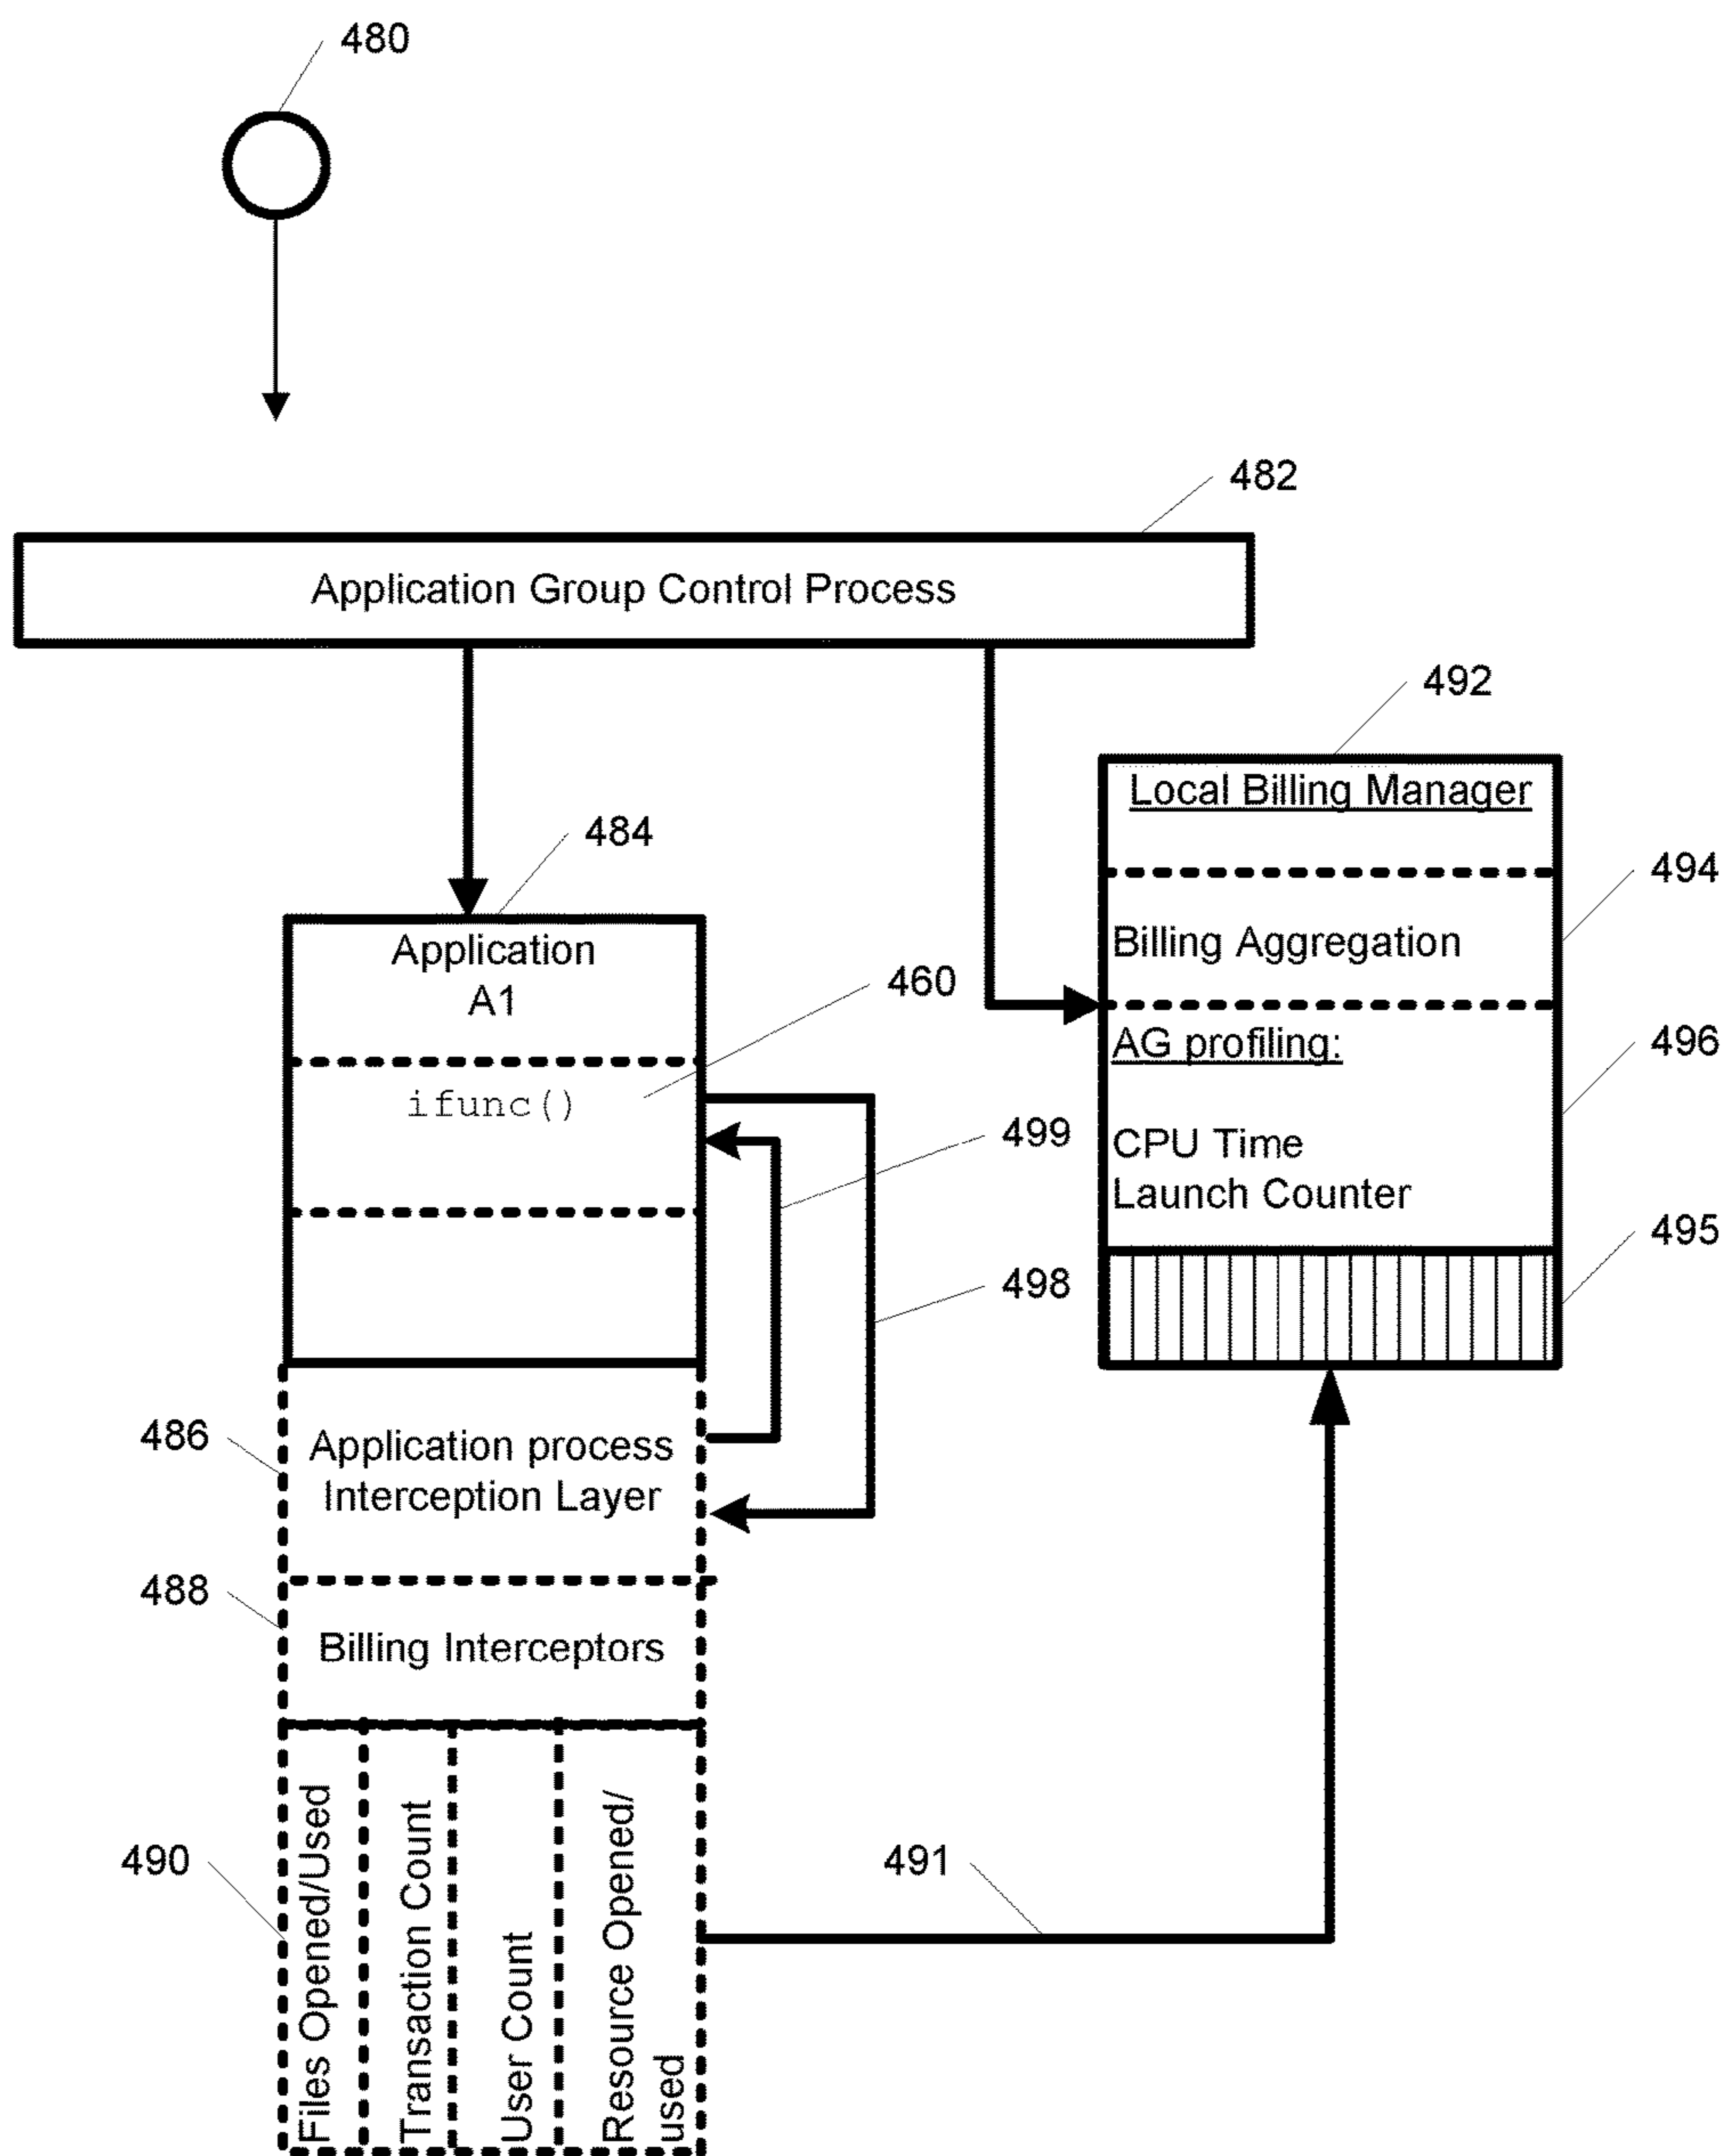 480
482
Application Group Control Process
492
Local Billing Manager
484
494
Application
A1
Billing Aggregation
460
496
AG profiling:
ifunc()
499
CPU Time
Launch Counter
495
498
486
Application process
Interception Layer
488
Billing Interceptors
490
Files Opened/Used
Transaction Count
User Count
Resource Opened/
used
491